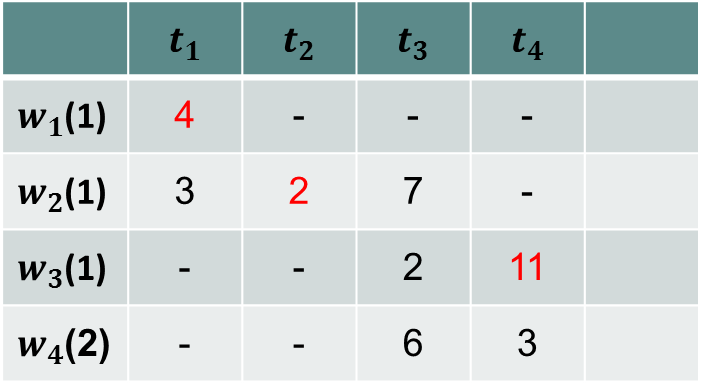 t₁ t₂ t₃ t₄
w₁(1) 4 - - -
w₂(1) 3 2 7 -
w₃(1) - - 2 11
w₄(2) - - 6 3